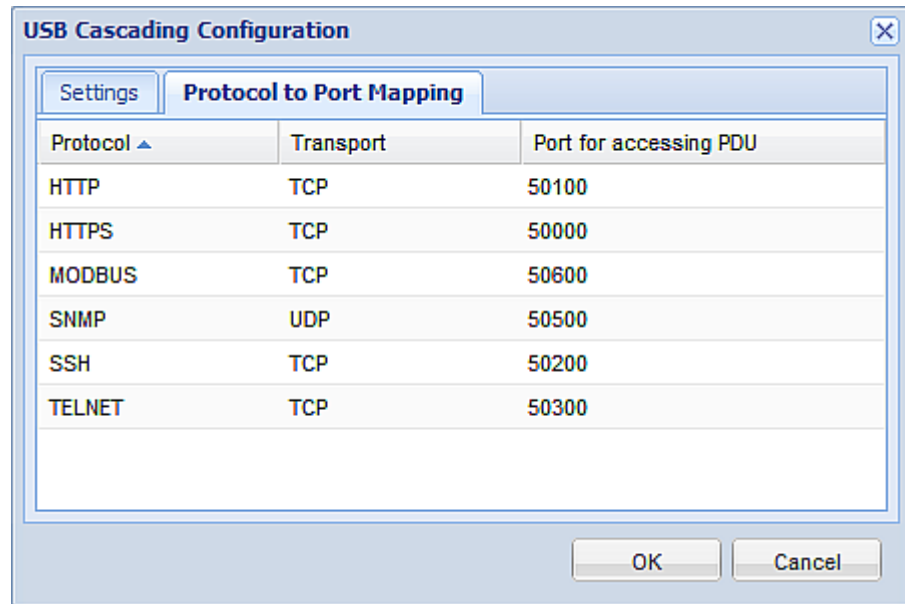 USB Cascading Configuration
Settings Protocol to Port Mapping
Protocol Transport Port for accessing PDU
HTTP TCP 50100
HTTPS TCP 50000
MODBUS TCP 50600
SNMP UDP 50500
SSH TCP 50200
TELNET TCP 50300
OK Cancel